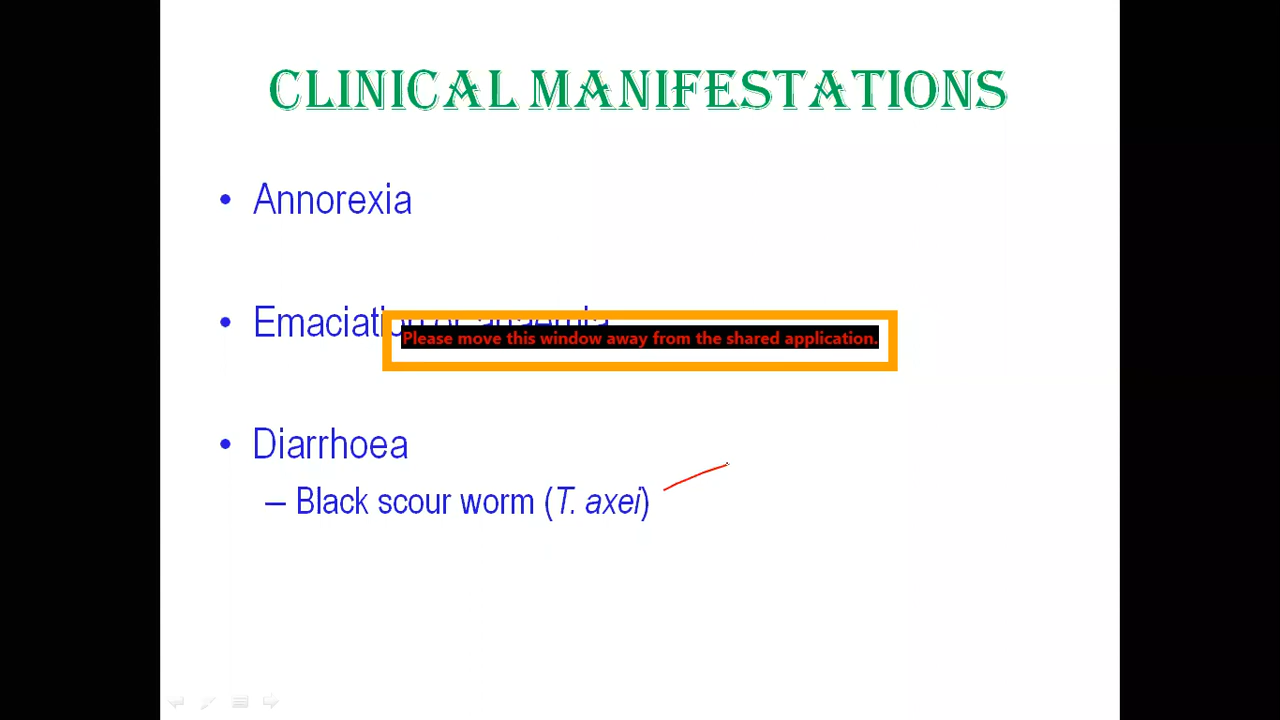 CLINICAL MANIFESTATIONS
• Annorexia
• Emaciation or anaemia
Please move this window away from the shared application.
• Diarrhoea
– Black scour worm (T. axei)